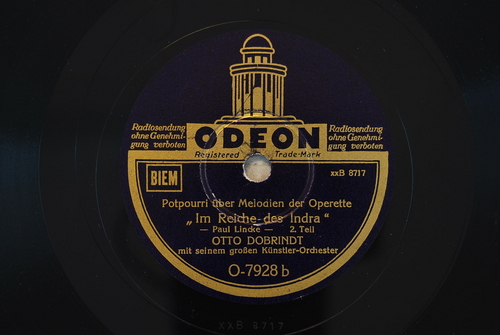 Radiosendung
ohne Genehmi-
gung verboten
ODEON
Registered Trade-Mark
Radiosendung
ohne Genehmi-
gung verboten
BIEM
xxB 8717
Potpourri über Melodien der Operette
„Im Reiche des Indra“
— Paul Lincke — 2. Teil
OTTO DOBRINDT
mit seinem großen Künstler-Orchester
O-7928 b
XXB 8717